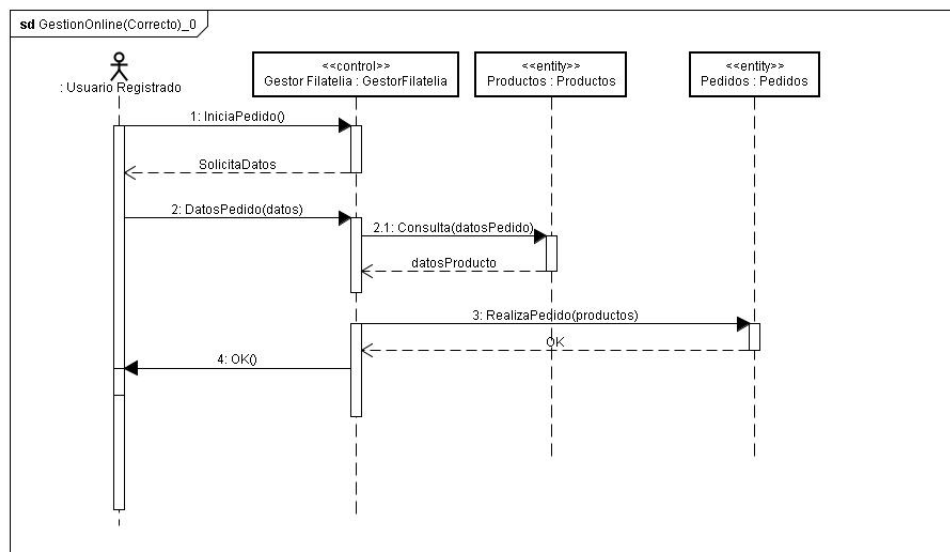 sd GestionOnline(Correcto)_0
<<control>>
Gestor Filatelia : GestorFilatelia
<<entity>>
Productos : Productos
<<entity>>
Pedidos : Pedidos
: Usuario Registrado
1: IniciaPedido()
SolicitaDatos
2: DatosPedido(datos)
2.1: Consulta(datosPedido)
datosProducto
3: RealizaPedido(productos)
OK
4: OK()